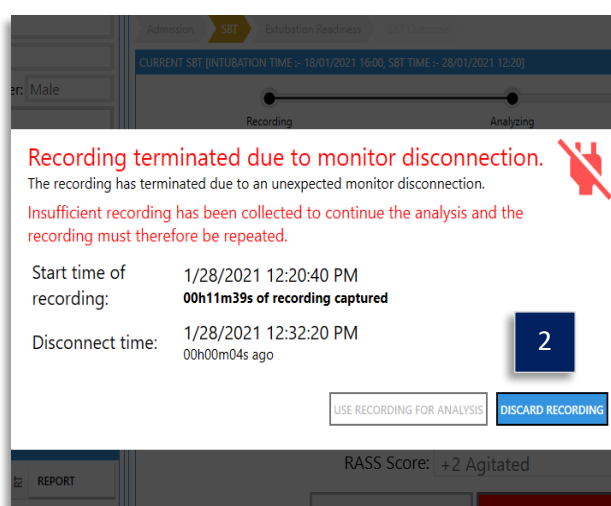 Admission SBT Extubation Readiness SBT Outcome
CURRENT SBT [INTUBATION TIME :- 18/01/2021 16:00, SBT TIME :- 28/01/2021 12:20]
er: Male
Recording Analyzing
Recording terminated due to monitor disconnection.
The recording has terminated due to an unexpected monitor disconnection.
Insufficient recording has been collected to continue the analysis and the
recording must therefore be repeated.
Start time of
recording:
1/28/2021 12:20:40 PM
00h11m39s of recording captured
Disconnect time:
1/28/2021 12:32:20 PM
00h00m04s ago
2
USE RECORDING FOR ANALYSIS DISCARD RECORDING
RASS Score: +2 Agitated
RT REPORT